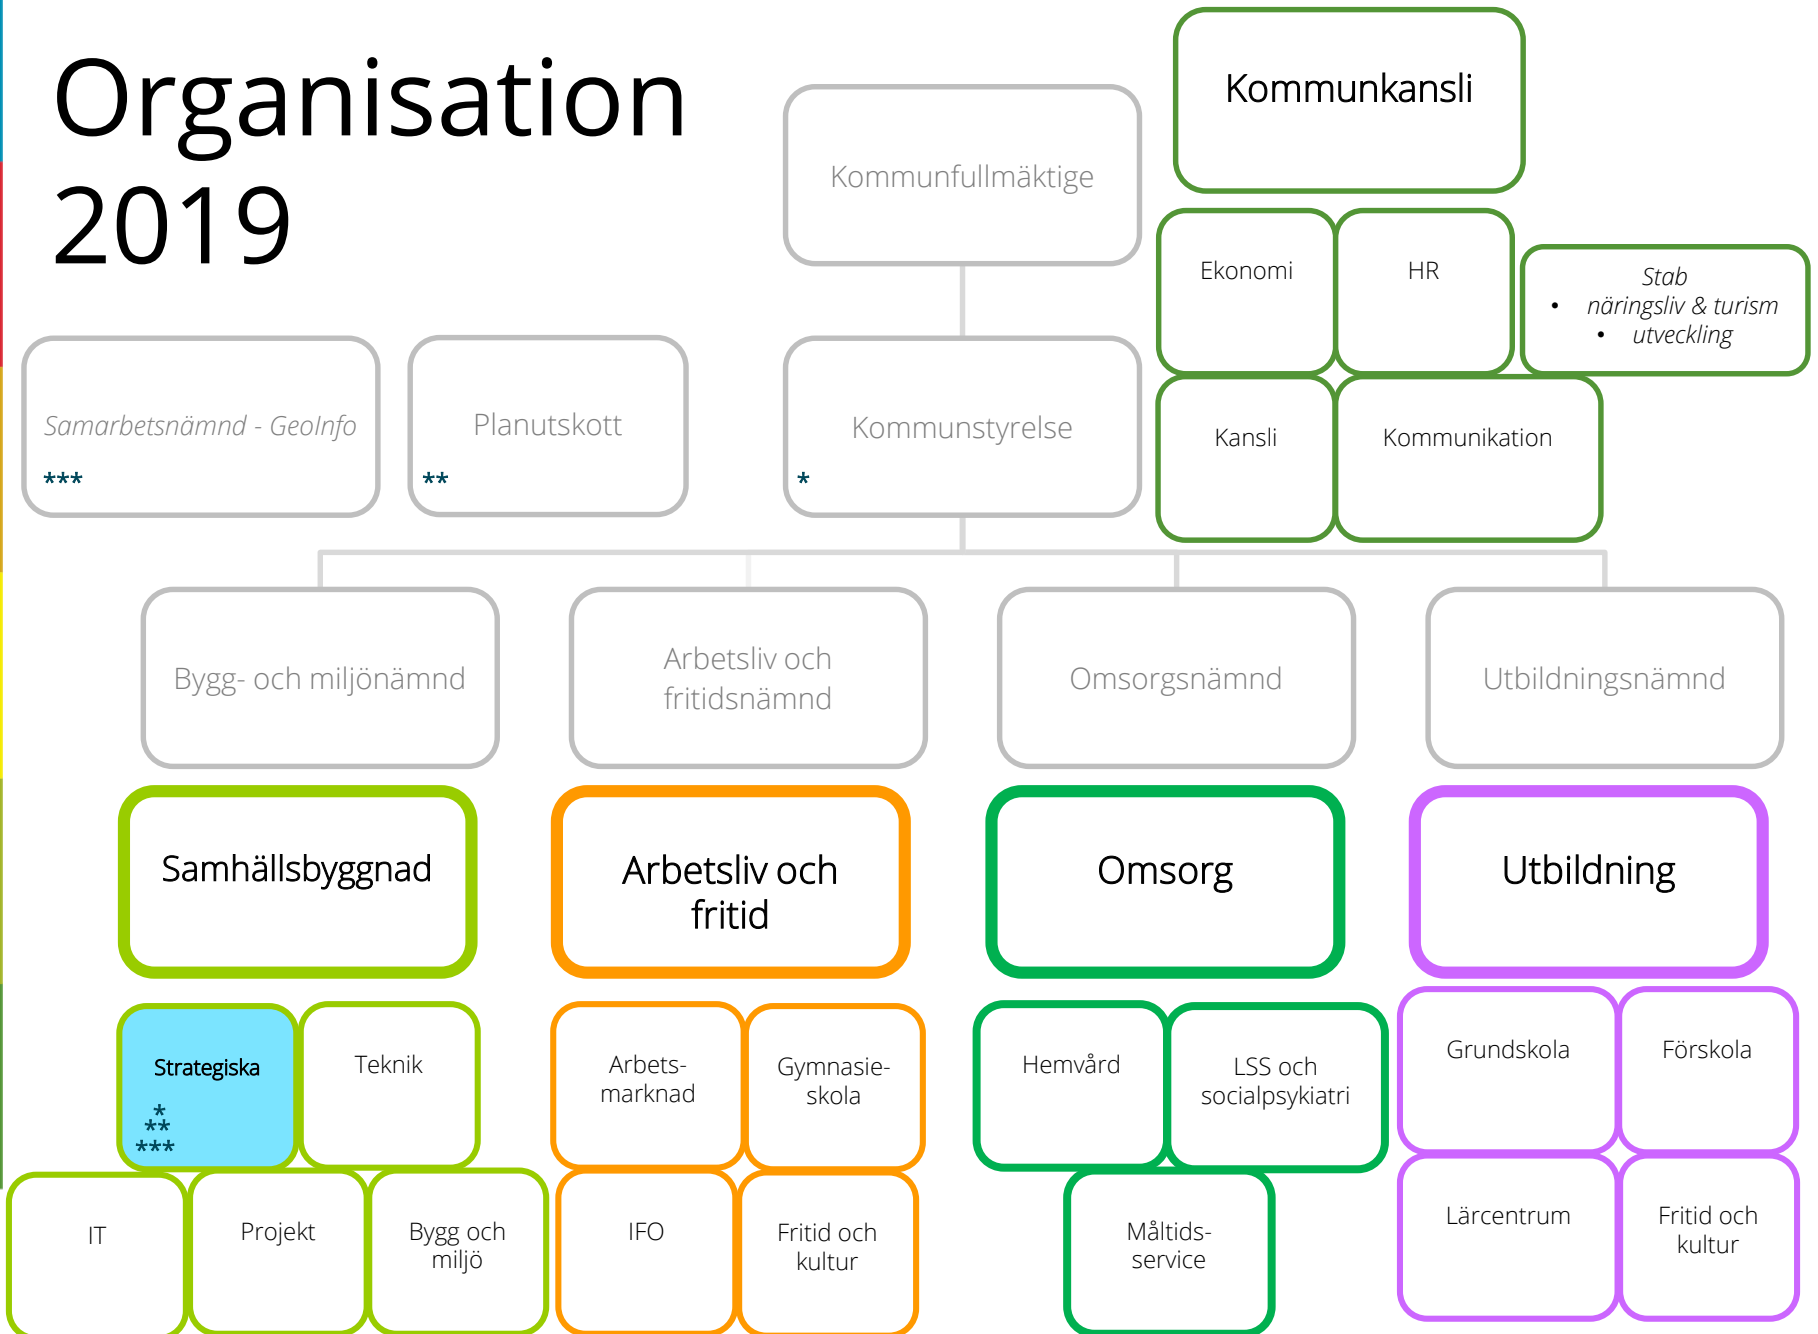 Organisation
2019
Kommunkansli
Kommunfullmäktige
Ekonomi
HR
Stab
• näringsliv & turism
• utveckling
Samarbetsnämnd - GeoInfo
***
Planutskott
**
Kommunstyrelse
*
Kansli
Kommunikation
Bygg- och miljönämnd
Arbetsliv och
fritidsnämnd
Omsorgsnämnd
Utbildningsnämnd
Samhällsbyggnad
Arbetsliv och
fritid
Omsorg
Utbildning
Strategiska
*
**
***
Teknik
IT
Projekt
Bygg och
miljö
Arbets-
marknad
Gymnasie-
skola
IFO
Fritid och
kultur
Hemvård
LSS och
socialpsykiatri
Måltids-
service
Grundskola
Förskola
Lärcentrum
Fritid och
kultur